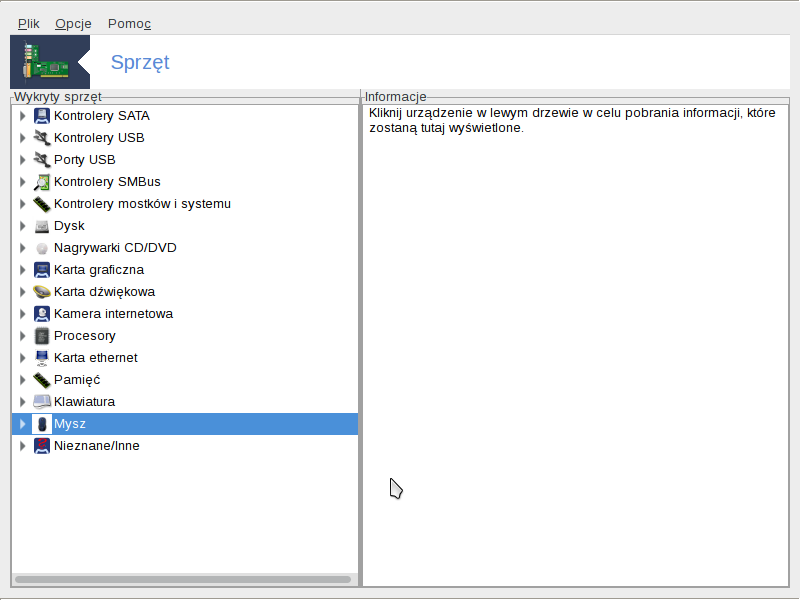 Plik Opcje Pomoc
Sprzęt
Wykryty sprzęt
Kontrolery SATA
Kontrolery USB
Porty USB
Kontrolery SMBus
Kontrolery mostków i systemu
Dysk
Nagrywarki CD/DVD
Karta graficzna
Karta dźwiękowa
Kamera internetowa
Procesory
Karta ethernet
Pamięć
Klawiatura
Mysz
Nieznane/Inne
Informacje
Kliknij urządzenie w lewym drzewie w celu pobrania informacji, które
zostaną tutaj wyświetlone.